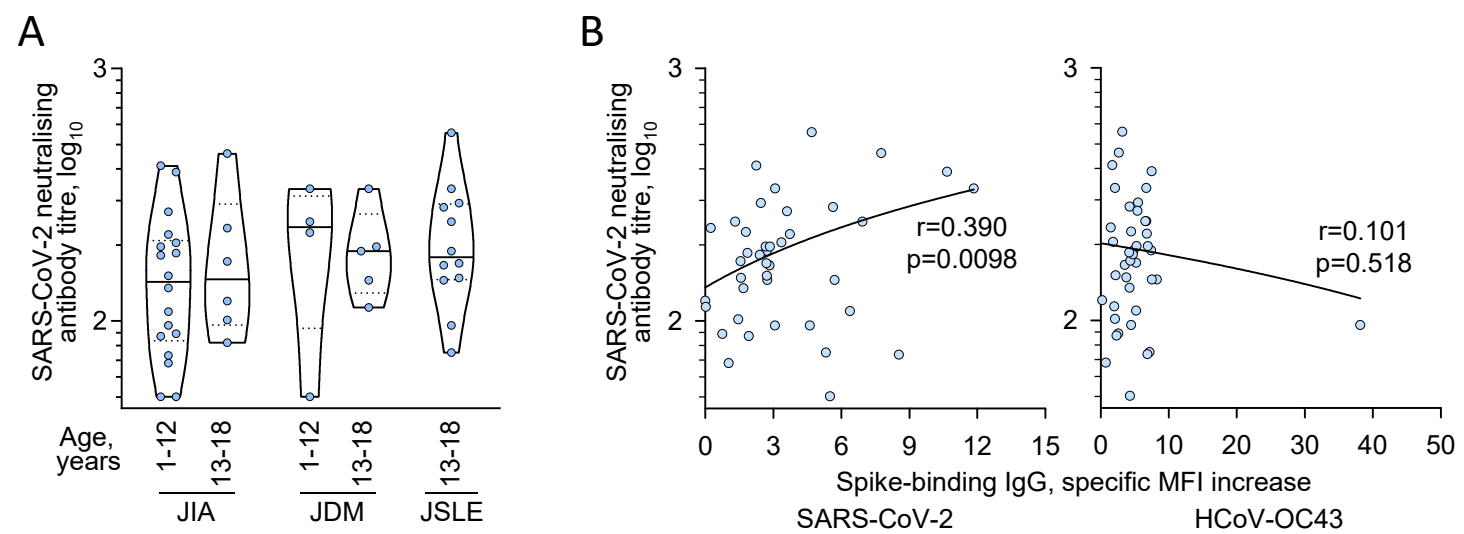 A
SARS-CoV-2 neutralising
antibody titre, log10
3
2
Age,
years
1-12
13-18
1-12
13-18
13-18
JIA
JDM
JSLE
B
SARS-CoV-2 neutralising
antibody titre, log10
3
2
r=0.390
p=0.0098
0 3 6 9 12 15
3
2
r=0.101
p=0.518
0 10 20 30 40 50
Spike-binding IgG, specific MFI increase
SARS-CoV-2
HCoV-OC43